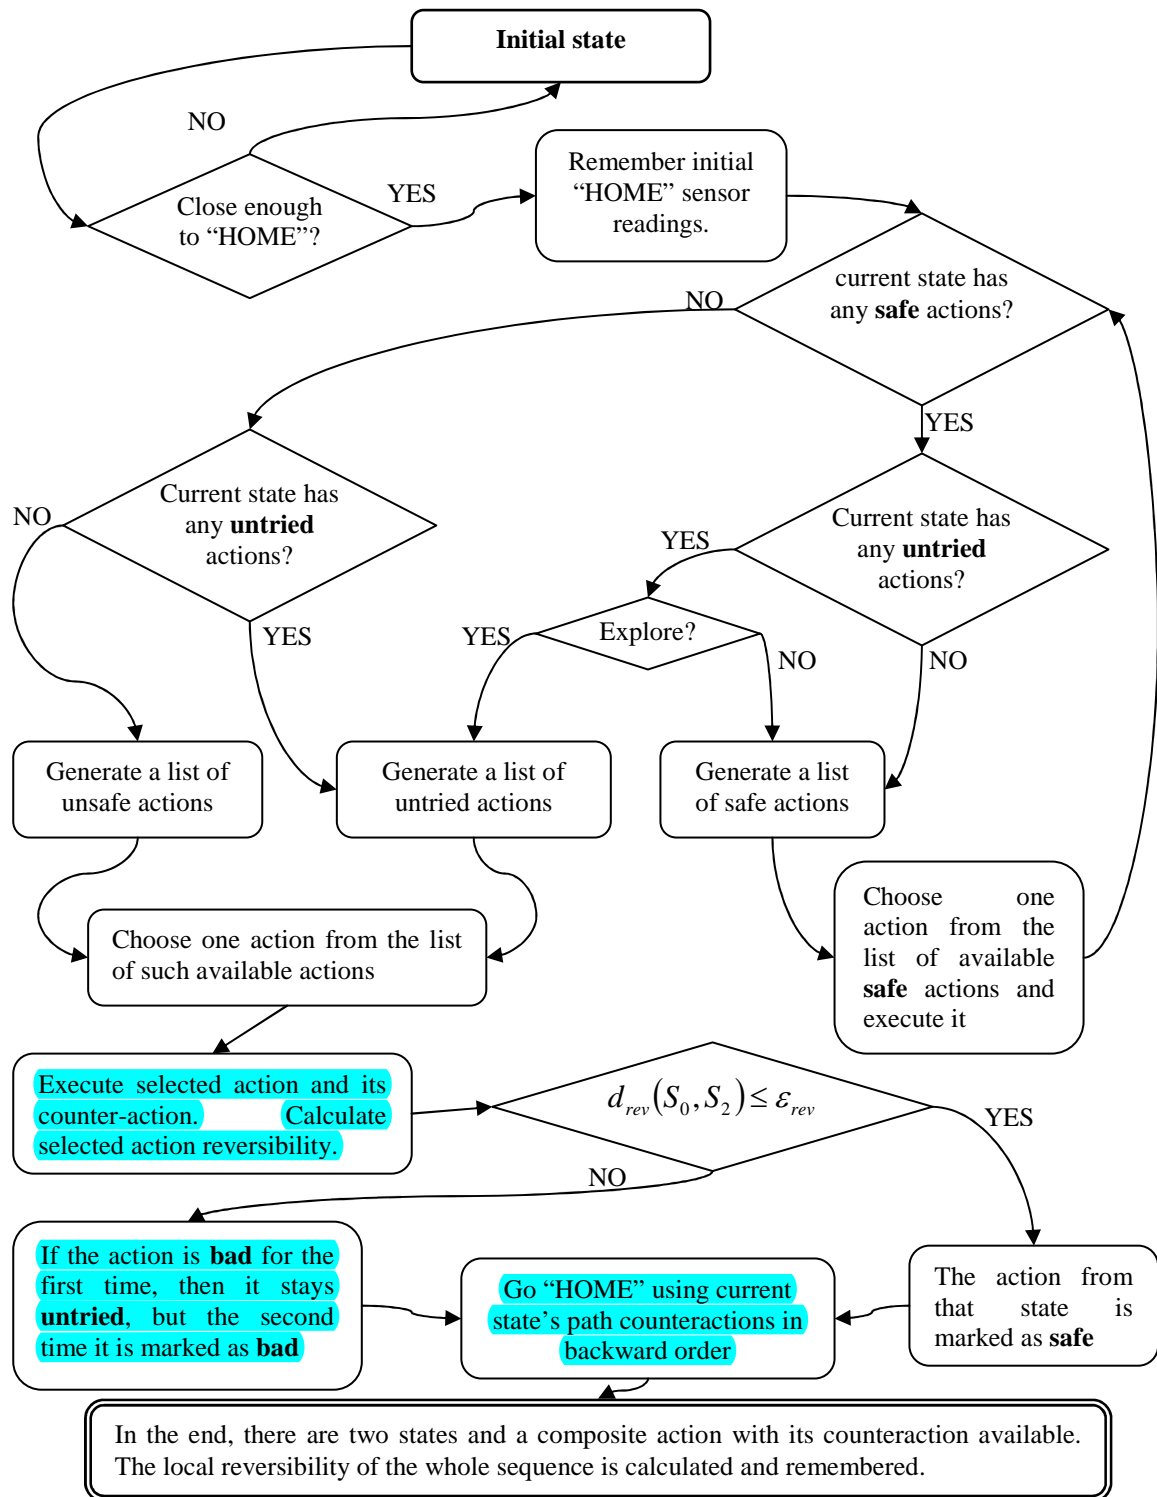 Initial state
NO
Close enough
to “HOME”?
YES
Remember initial
“HOME” sensor
readings.
current state has
any safe actions?
NO
YES
Current state has
any untried
actions?
NO
YES
Current state has
any untried
actions?
YES
NO
Explore?
YES
NO
Generate a list of
unsafe actions
Generate a list of
untried actions
Generate a list
of safe actions
Choose one
action from the
list of available
safe actions and
execute it
Choose one action from the list
of such available actions
Execute selected action and its
counter-action. Calculate
selected action reversibility.
d_rev(S_0, S_2) ≤ ε_rev
YES
NO
If the action is bad for the
first time, then it stays
untried, but the second
time it is marked as bad
Go “HOME” using current
state’s path counteractions in
backward order
The action from
that state is
marked as safe
In the end, there are two states and a composite action with its counteraction available.
The local reversibility of the whole sequence is calculated and remembered.